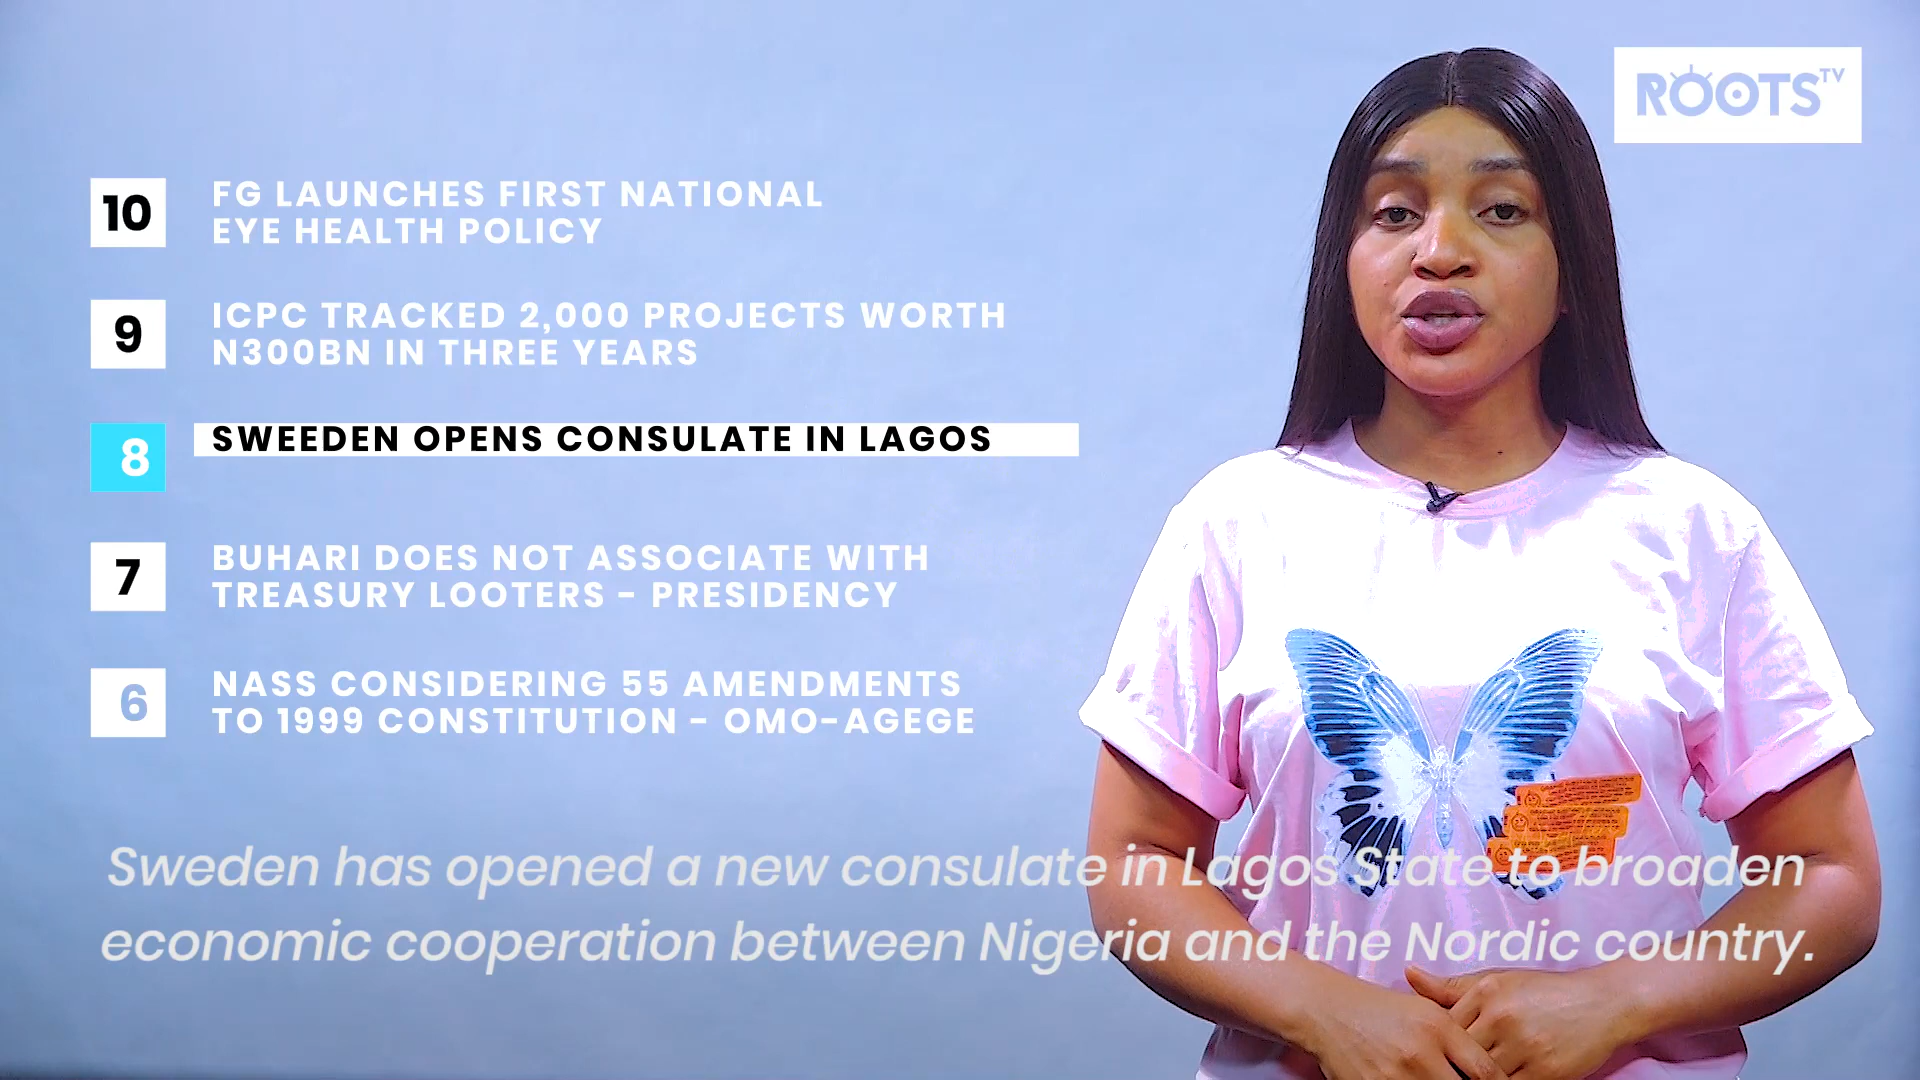 ROOTS TV
10
FG LAUNCHES FIRST NATIONAL
EYE HEALTH POLICY
9
ICPC TRACKED 2,000 PROJECTS WORTH
N300BN IN THREE YEARS
8
SWEEDEN OPENS CONSULATE IN LAGOS
7
BUHARI DOES NOT ASSOCIATE WITH
TREASURY LOOTERS - PRESIDENCY
6
NASS CONSIDERING 55 AMENDMENTS
TO 1999 CONSTITUTION - OMO-AGEGE
Sweden has opened a new consulate in Lagos State to broaden
economic cooperation between Nigeria and the Nordic country.